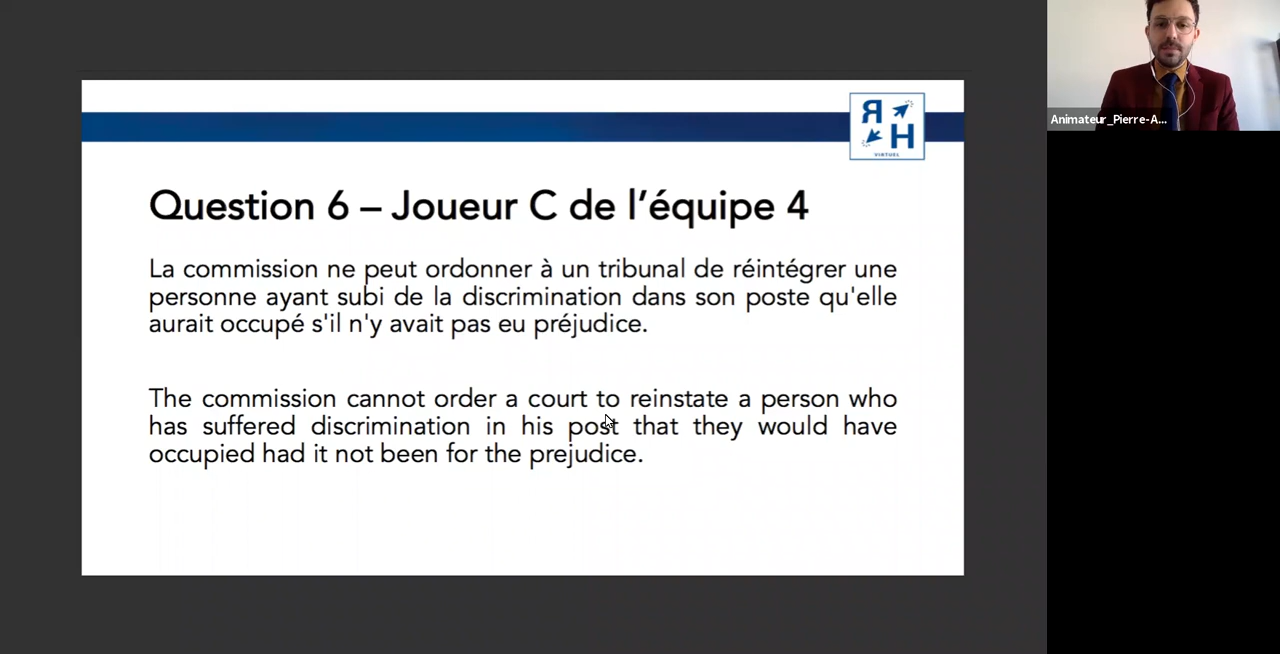 Я
H
VIRTUEL
Animateur_Pierre-A...
Question 6 – Joueur C de l’équipe 4
La commission ne peut ordonner à un tribunal de réintégrer une
personne ayant subi de la discrimination dans son poste qu'elle
aurait occupé s'il n'y avait pas eu préjudice.
The commission cannot order a court to reinstate a person who
has suffered discrimination in his post that they would have
occupied had it not been for the prejudice.